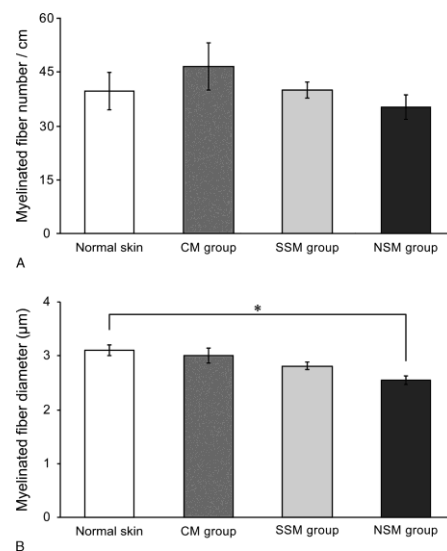 Myelinated fiber number / cm
60
45
30
15
0
Normal skin CM group SSM group NSM group
A
Myelinated fiber diameter (μm)
4
3
2
1
0
*
Normal skin CM group SSM group NSM group
B